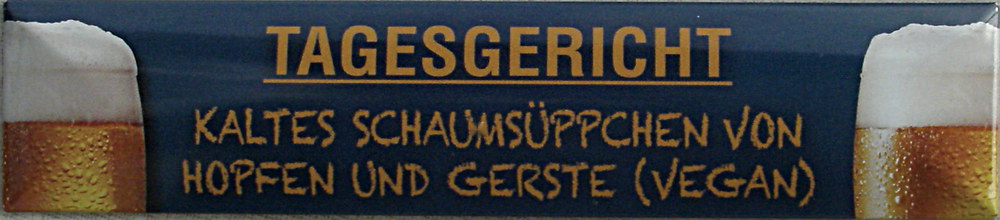 TAGESGERICHT
KALTES SCHAUMSÜPPCHEN VON
HOPFEN UND GERSTE (VEGAN)